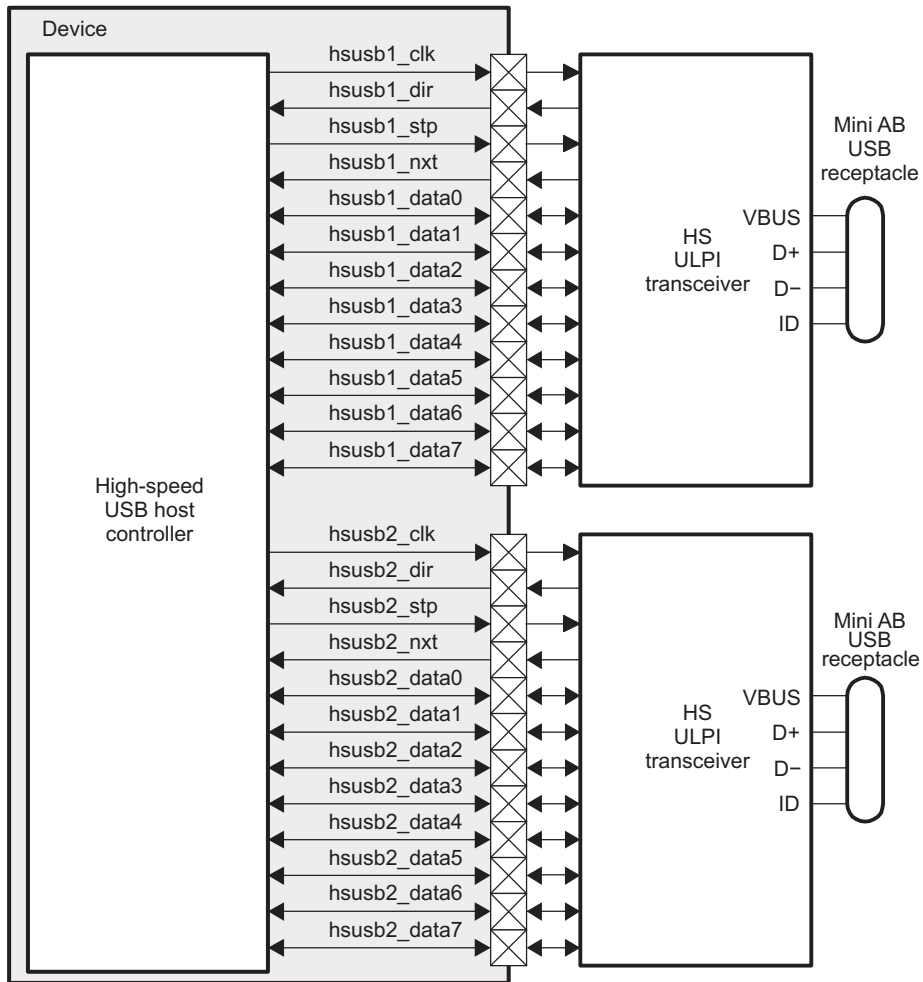 Device
hsusb1_clk
hsusb1_dir
hsusb1_stp
hsusb1_nxt
hsusb1_data0
hsusb1_data1
hsusb1_data2
hsusb1_data3
hsusb1_data4
hsusb1_data5
hsusb1_data6
hsusb1_data7
HS
ULPI
transceiver
VBUS
D+
D−
ID
Mini AB
USB
receptacle
High-speed
USB host
controller
hsusb2_clk
hsusb2_dir
hsusb2_stp
hsusb2_nxt
hsusb2_data0
hsusb2_data1
hsusb2_data2
hsusb2_data3
hsusb2_data4
hsusb2_data5
hsusb2_data6
hsusb2_data7
HS
ULPI
transceiver
VBUS
D+
D−
ID
Mini AB
USB
receptacle